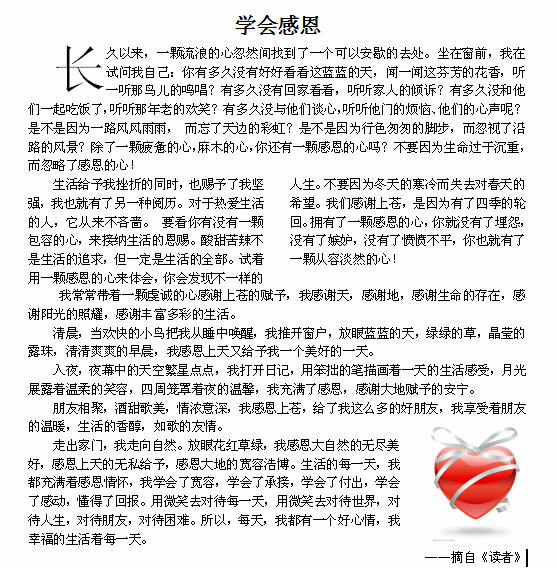 学会感恩
长久以来，一颗流浪的心忽然间找到了一个可以安歇的去处。坐在窗前，我在
试问我自己：你有多久没有好好看看这蓝蓝的天，闻一闻这芬芳的花香，听
一听那鸟儿的鸣唱？有多久没有回家看看，听听家人的倾诉？有多久没和他
们一起吃饭了，听听那年老的欢笑？有多久没与他们谈心，听听他门的烦恼、他们的心声呢？
是不是因为一路风风雨雨， 而忘了天边的彩虹？是不是因为行色匆匆的脚步，而忽视了沿
路的风景？除了一颗疲惫的心，麻木的心，你还有一颗感恩的心吗？不要因为生命过于沉重，
而忽略了感恩的心！
生活给予我挫折的同时，也赐予了我坚
强，我也就有了另一种阅历。对于热爱生活
的人，它从来不吝啬。 要看你有没有一颗
包容的心，来接纳生活的恩赐。酸甜苦辣不
是生活的追求，但一定是生活的全部。试着
用一颗感恩的心来体会，你会发现不一样的
人生。不要因为冬天的寒冷而失去对春天的
希望。我们感谢上苍，是因为有了四季的轮
回。拥有了一颗感恩的心，你就没有了埋怨，
没有了嫉妒，没有了愤愤不平，你也就有了
一颗从容淡然的心！
我常常带着一颗虔诚的心感谢上苍的赋予，我感谢天，感谢地，感谢生命的存在，感
谢阳光的照耀，感谢丰富多彩的生活。
清晨，当欢快的小鸟把我从睡中唤醒，我推开窗户，放眼蓝蓝的天，绿绿的草，晶莹的
露珠，清清爽爽的早晨，我感恩上天又给予我一个美好的一天。
入夜，夜幕中的天空繁星点点，我打开日记，用笨拙的笔描画着一天的生活感受，月光
展露着温柔的笑容，四周笼罩着夜的温馨，我充满了感恩，感谢大地赋予的安宁。
朋友相聚，酒甜歌美，情浓意深，我感恩上苍，给了我这么多的好朋友，我享受着朋友
的温暖，生活的香醇，如歌的友情。
走出家门，我走向自然。放眼花红草绿，我感恩大自然的无尽美
好，感恩上天的无私给予，感恩大地的宽容浩博。生活的每一天，我
都充满着感恩情怀，我学会了宽容，学会了承接，学会了付出，学会
了感动，懂得了回报。用微笑去对待每一天，用微笑去对待世界，对
待人生，对待朋友，对待困难。所以，每天，我都有一个好心情，我
幸福的生活着每一天。
——摘自《读者》